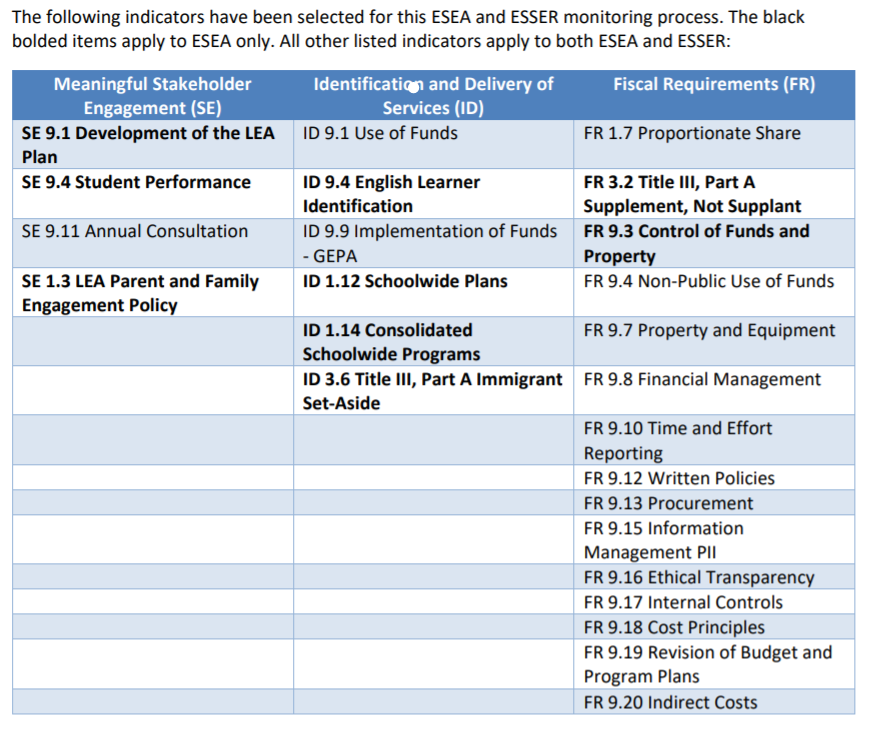 The following indicators have been selected for this ESEA and ESSER monitoring process. The black
bolded items apply to ESEA only. All other listed indicators apply to both ESEA and ESSER:
Meaningful Stakeholder
Engagement (SE)
Identification and Delivery of
Services (ID)
Fiscal Requirements (FR)
SE 9.1 Development of the LEA
Plan
ID 9.1 Use of Funds
FR 1.7 Proportionate Share
SE 9.4 Student Performance
ID 9.4 English Learner
Identification
FR 3.2 Title III, Part A
Supplement, Not Supplant
SE 9.11 Annual Consultation
ID 9.9 Implementation of Funds
- GEPA
FR 9.3 Control of Funds and
Property
SE 1.3 LEA Parent and Family
Engagement Policy
ID 1.12 Schoolwide Plans
FR 9.4 Non-Public Use of Funds
ID 1.14 Consolidated
Schoolwide Programs
FR 9.7 Property and Equipment
ID 3.6 Title III, Part A Immigrant
Set-Aside
FR 9.8 Financial Management
FR 9.10 Time and Effort
Reporting
FR 9.12 Written Policies
FR 9.13 Procurement
FR 9.15 Information
Management PII
FR 9.16 Ethical Transparency
FR 9.17 Internal Controls
FR 9.18 Cost Principles
FR 9.19 Revision of Budget and
Program Plans
FR 9.20 Indirect Costs